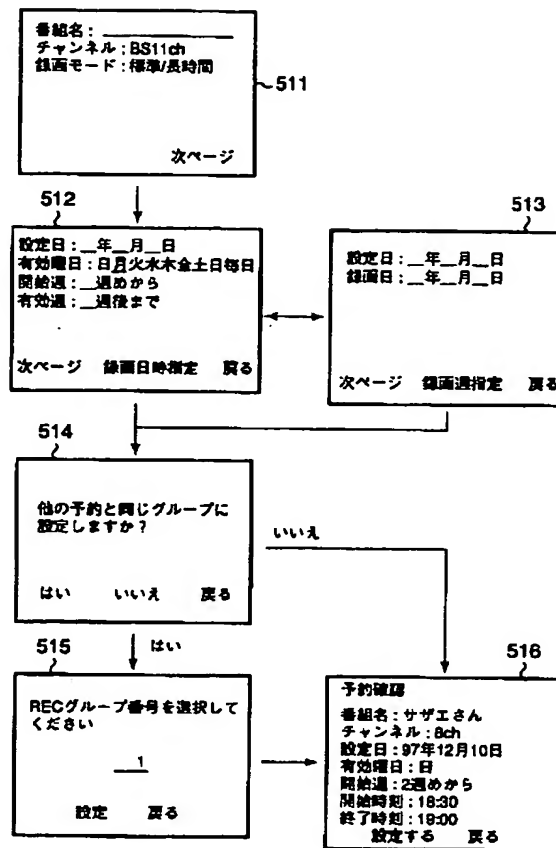 番組名：
チャンネル：BS11ch
録画モード：標準/長時間
次ページ
511
512
設定日：__年__月__日
有効曜日：日月火水木金土日毎日
開始週：__週めから
有効週：__週後まで
次ページ 録画日時指定 戻る
513
設定日：__年__月__日
録画日：__年__月__日
次ページ 録画週指定 戻る
514
他の予約と同じグループに
設定しますか？
はい いいえ 戻る
いいえ
はい
515
RECグループ番号を選択して
ください
1
設定 戻る
516
予約確認
番組名：サザエさん
チャンネル：8ch
設定日：97年12月10日
有効曜日：日
開始週：2週めから
開始時刻：18:30
終了時刻：19:00
設定する 戻る